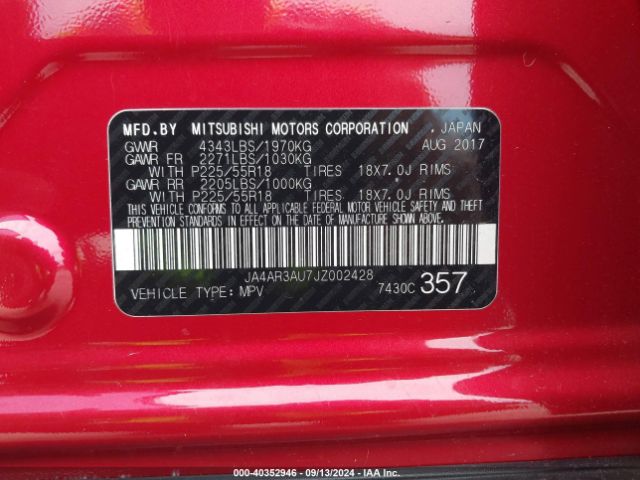 MFD.BY MITSUBISHI MOTORS CORPORATION , JAPAN
GVWR 4343LBS/1970KG AUG 2017
GAWR FR 2271LBS/1030KG
WITH P225/55R18 TIRES 18X7.0J RIMS
GAWR RR 2205LBS/1000KG
WITH P225/55R18 TIRES 18X7.0J RIMS
THIS VEHICLE CONFORMS TO ALL APPLICABLE FEDERAL MOTOR VEHICLE SAFETY AND THEFT
PREVENTION STANDARDS IN EFFECT ON THE DATE OF MANUFACTURE SHOWN ABOVE.
* JA4AR3AU7JZ002428 *
VEHICLE TYPE:MPV 7430C 357
000-40352946 - 09/13/2024 - IAA Inc.